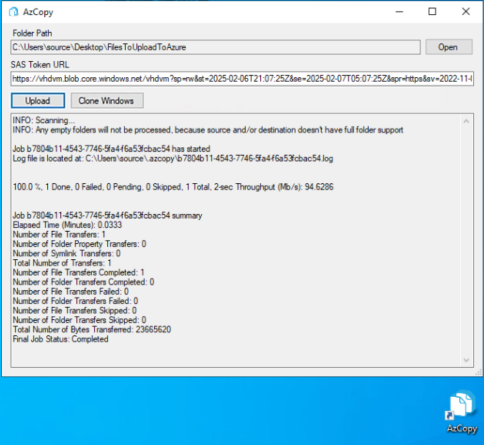 AzCopy
Folder Path
C:\Users\source\Desktop\FilesToUploadToAzure
Open
SAS Token URL
https://vhdvm.blob.core.windows.net/vhdvm?sp=rw&st=2025-02-06T21:07:25Z&se=2025-02-07T05:07:25Z&spr=https&sv=2022-11-
Upload
Clone Windows
INFO: Scanning...
INFO: Any empty folders will not be processed, because source and/or destination doesn't have full folder support
Job b7804b11-4543-7746-5fa4f6a53fcbac54 has started
Log file is located at: C:\Users\source\.azcopy\b7804b11-4543-7746-5fa4f6a53fcbac54.log
100.0 %, 1 Done, 0 Failed, 0 Pending, 0 Skipped, 1 Total, 2-sec Throughput (Mb/s): 94.6286
Job b7804b11-4543-7746-5fa4f6a53fcbac54 summary
Elapsed Time (Minutes): 0.0333
Number of File Transfers: 1
Number of Folder Property Transfers: 0
Number of Symlink Transfers: 0
Total Number of Transfers: 1
Number of File Transfers Completed: 1
Number of Folder Transfers Completed: 0
Number of File Transfers Failed: 0
Number of Folder Transfers Failed: 0
Number of File Transfers Skipped: 0
Number of Folder Transfers Skipped: 0
Total Number of Bytes Transferred: 23665620
Final Job Status: Completed
AzCopy